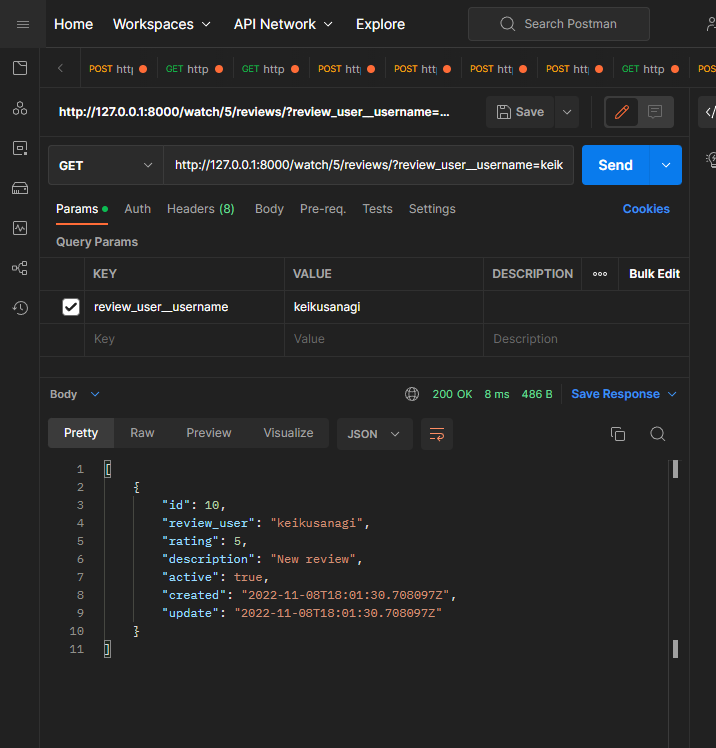 Home Workspaces API Network Explore Search Postman
POST http GET http GET http POST http POST http POST http POST http GET http POS
http://127.0.0.1:8000/watch/5/reviews/?review_user__username=... Save
GET http://127.0.0.1:8000/watch/5/reviews/?review_user__username=keik Send
Params Auth Headers (8) Body Pre-req. Tests Settings Cookies
Query Params
KEY VALUE DESCRIPTION Bulk Edit
review_user__username keikusanagi
Key Value Description
Body 200 OK 8 ms 486 B Save Response
Pretty Raw Preview Visualize JSON
1 [
2 {
3 "id": 10,
4 "review_user": "keikusanagi",
5 "rating": 5,
6 "description": "New review",
7 "active": true,
8 "created": "2022-11-08T18:01:30.708097Z",
9 "update": "2022-11-08T18:01:30.708097Z"
10 }
11 ]